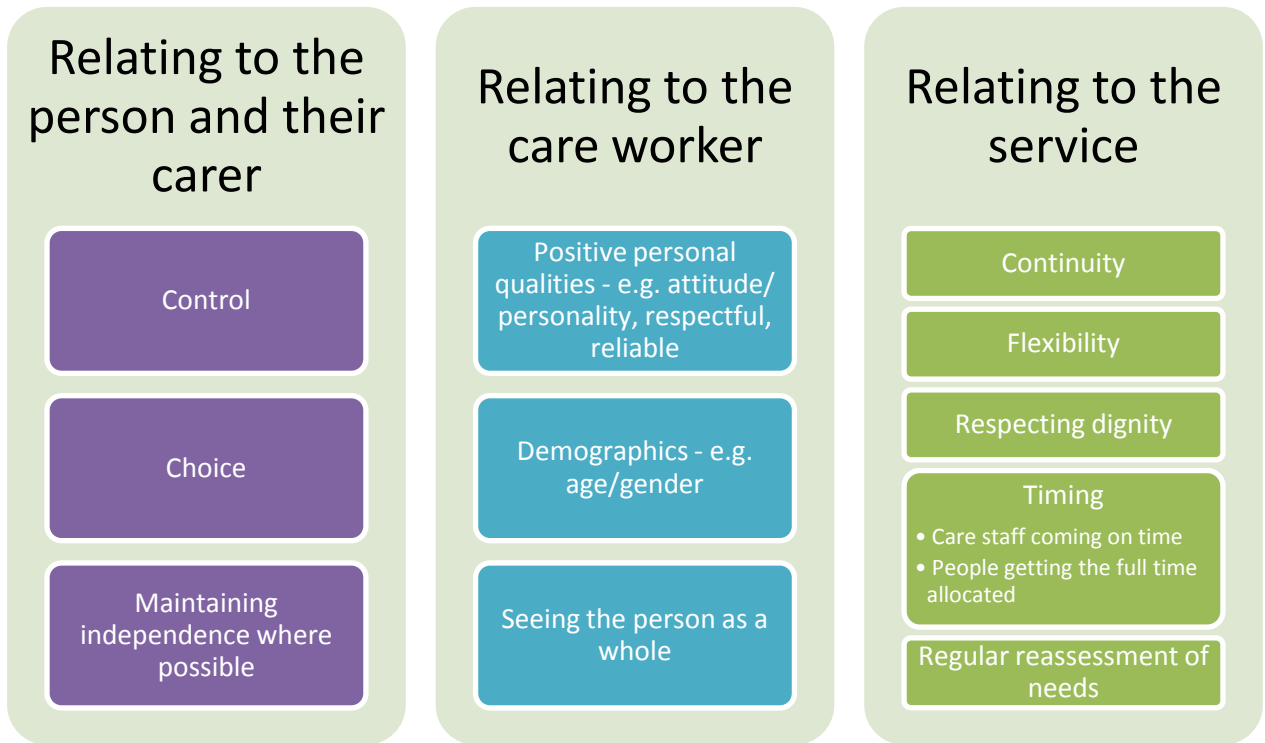 Relating to the
person and their
carer
Control
Choice
Maintaining
independence where
possible
Relating to the
care worker
Positive personal
qualities - e.g. attitude/
personality, respectful,
reliable
Demographics - e.g.
age/gender
Seeing the person as a
whole
Relating to the
service
Continuity
Flexibility
Respecting dignity
Timing
• Care staff coming on time
• People getting the full time
allocated
Regular reassessment of
needs